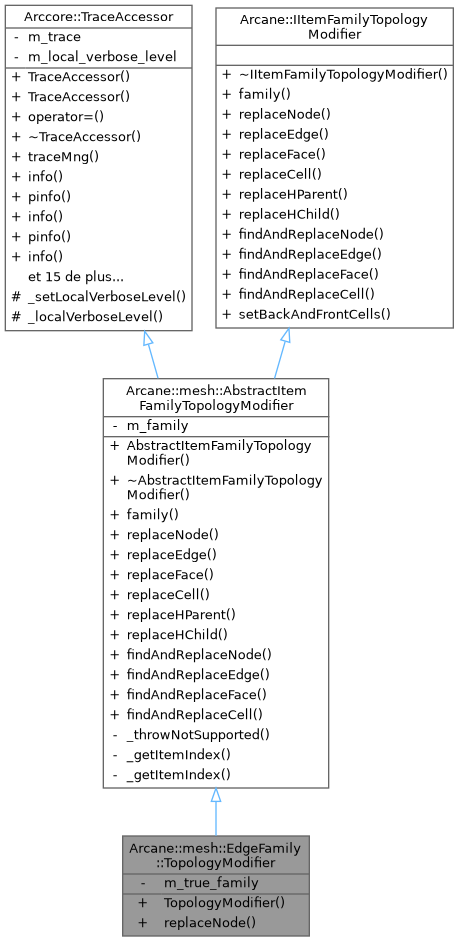 Arccore::TraceAccessor
- m_trace
- m_local_verbose_level
+ TraceAccessor()
+ TraceAccessor()
+ operator=()
+ ~TraceAccessor()
+ traceMng()
+ info()
+ pinfo()
+ info()
+ pinfo()
+ info()
et 15 de plus...
# _setLocalVerboseLevel()
# _localVerboseLevel()
Arcane::IItemFamilyTopology
Modifier
+ ~IItemFamilyTopologyModifier()
+ family()
+ replaceNode()
+ replaceEdge()
+ replaceFace()
+ replaceCell()
+ replaceHParent()
+ replaceHChild()
+ findAndReplaceNode()
+ findAndReplaceEdge()
+ findAndReplaceFace()
+ findAndReplaceCell()
+ setBackAndFrontCells()
Arcane::mesh::AbstractItem
FamilyTopologyModifier
- m_family
+ AbstractItemFamilyTopology
Modifier()
+ ~AbstractItemFamilyTopology
Modifier()
+ family()
+ replaceNode()
+ replaceEdge()
+ replaceFace()
+ replaceCell()
+ replaceHParent()
+ replaceHChild()
+ findAndReplaceNode()
+ findAndReplaceEdge()
+ findAndReplaceFace()
+ findAndReplaceCell()
- _throwNotSupported()
- _getItemIndex()
- _getItemIndex()
Arcane::mesh::EdgeFamily
::TopologyModifier
- m_true_family
+ TopologyModifier()
+ replaceNode()